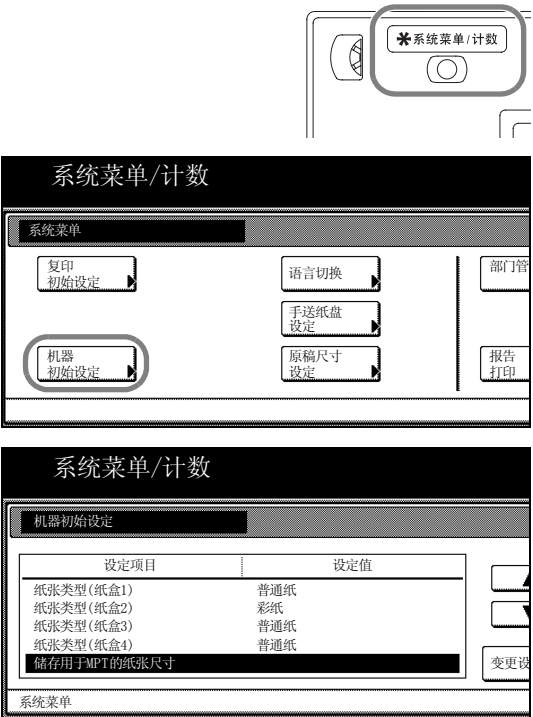 ✱系统菜单/计数
系统菜单/计数
系统菜单
复印
初始设定
语言切换
部门管
手送纸盘
设定
机器
初始设定
原稿尺寸
设定
报告
打印
系统菜单/计数
机器初始设定
设定项目 设定值
纸张类型(纸盒1) 普通纸
纸张类型(纸盒2) 彩纸
纸张类型(纸盒3) 普通纸
纸张类型(纸盒4) 普通纸
储存用于MPT的纸张尺寸
变更设
系统菜单